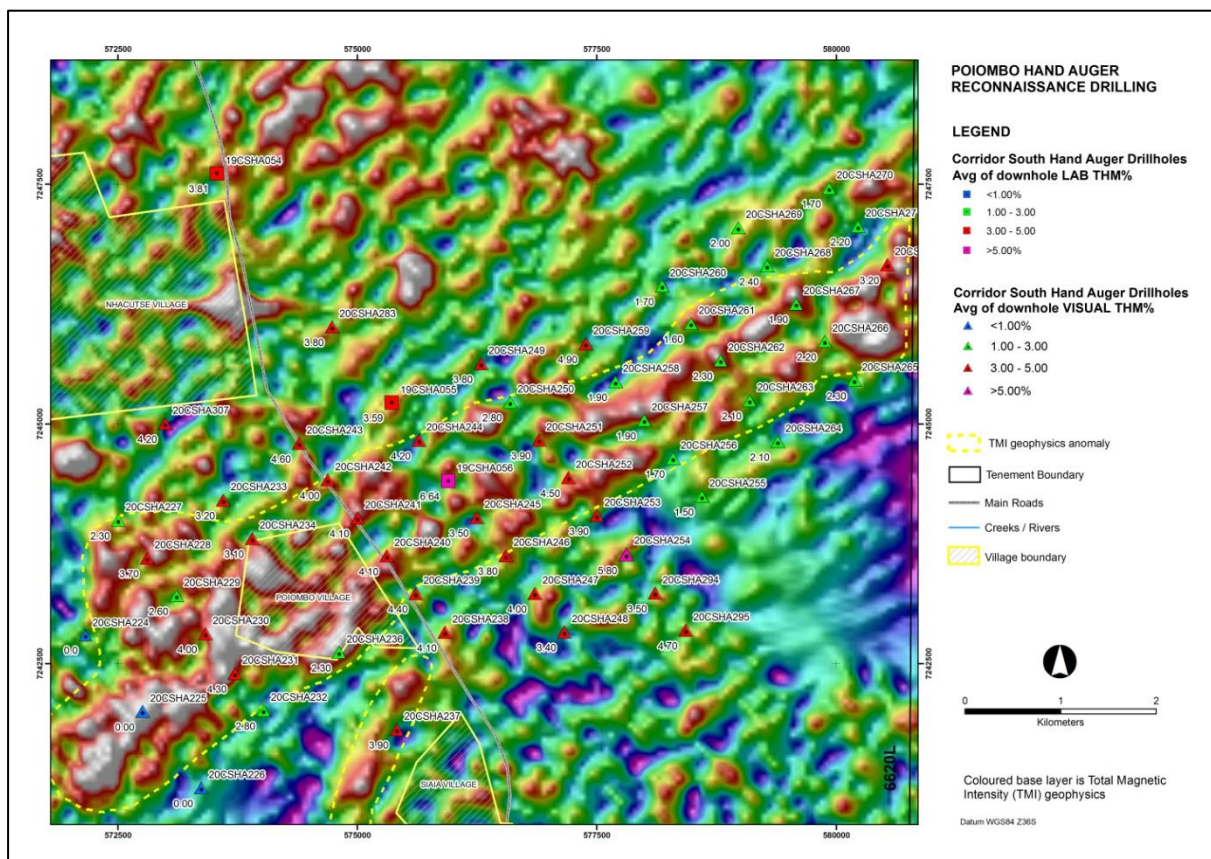 572500 575000 577500 580000
7247500 7247500
7245000 7245000
7242500 7242500
572500 575000 577500 580000
19CSHA054
3.81
20CSHA270
1.70
20CSHA269
2.00
20CSHA27
2.20
20CSHA268
2.40
20CS
3.20
NHACUTSE VILLAGE
20CSHA260
1.70
20CSHA267
1.90
20CSHA283
3.80
20CSHA261
1.60
20CSHA259
4.90
20CSHA266
2.20
20CSHA249
3.80
20CSHA262
2.30
20CSHA258
1.90
20CSHA265
2.30
19CSHA055
3.59
20CSHA250
2.80
20CSHA263
2.10
20CSHA307
4.20
20CSHA257
1.90
20CSHA243
4.60
20CSHA244
4.20
20CSHA251
3.90
20CSHA264
2.10
20CSHA256
1.70
20CSHA242
4.00
19CSHA056
6.64
20CSHA252
4.50
20CSHA233
3.20
20CSHA255
1.50
20CSHA227
2.30
20CSHA241
4.10
20CSHA245
3.50
20CSHA253
3.90
20CSHA234
3.10
20CSHA228
3.70
20CSHA240
4.10
20CSHA246
3.80
20CSHA254
5.80
20CSHA229
2.60
POIOMBO VILLAGE
20CSHA239
4.40
20CSHA247
4.00
20CSHA294
3.50
20CSHA224
0.0
20CSHA230
4.00
20CSHA238
4.10
20CSHA248
3.40
20CSHA295
4.70
20CSHA236
2.30
20CSHA231
4.30
20CSHA225
0.00
20CSHA232
2.80
20CSHA237
3.90
20CSHA226
0.00
SIAIA VILLAGE
6620L
POIOMBO HAND AUGER
RECONNAISSANCE DRILLING
LEGEND
Corridor South Hand Auger Drillholes
Avg of downhole LAB THM%
<1.00%
1.00 - 3.00
3.00 - 5.00
>5.00%
Corridor South Hand Auger Drillholes
Avg of downhole VISUAL THM%
<1.00%
1.00 - 3.00
3.00 - 5.00
>5.00%
TMI geophysics anomaly
Tenement Boundary
Main Roads
Creeks / Rivers
Village boundary
0 1 2
Kilometers
Coloured base layer is Total Magnetic
Intensity (TMI) geophysics
Datum WGS84 Z36S